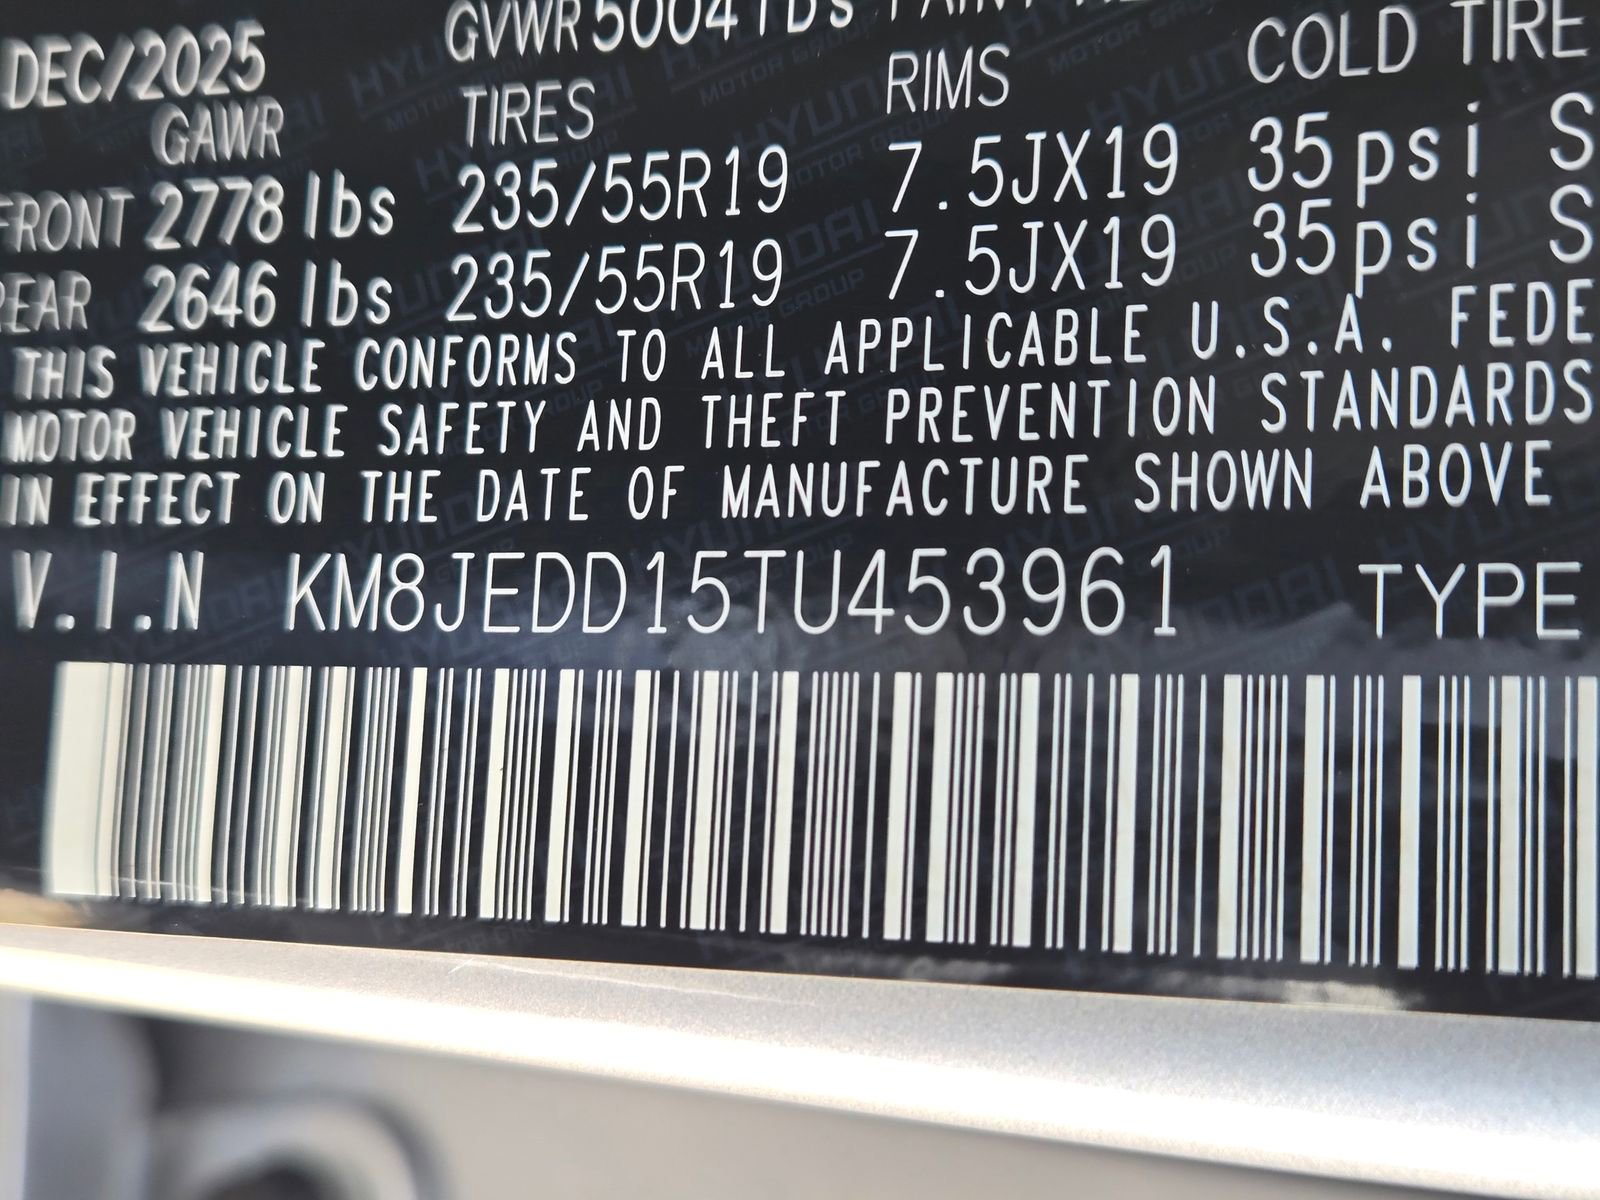 DEC/2025 GVWR 5004 lbs PAINT
GAWR TIRES RIMS COLD TIRE
FRONT 2778 lbs 235/55R19 7.5JX19 35psi S
REAR 2646 lbs 235/55R19 7.5JX19 35psi S
THIS VEHICLE CONFORMS TO ALL APPLICABLE U.S.A. FEDE
MOTOR VEHICLE SAFETY AND THEFT PREVENTION STANDARDS
IN EFFECT ON THE DATE OF MANUFACTURE SHOWN ABOVE
V.I.N KM8JEDD15TU453961 TYPE